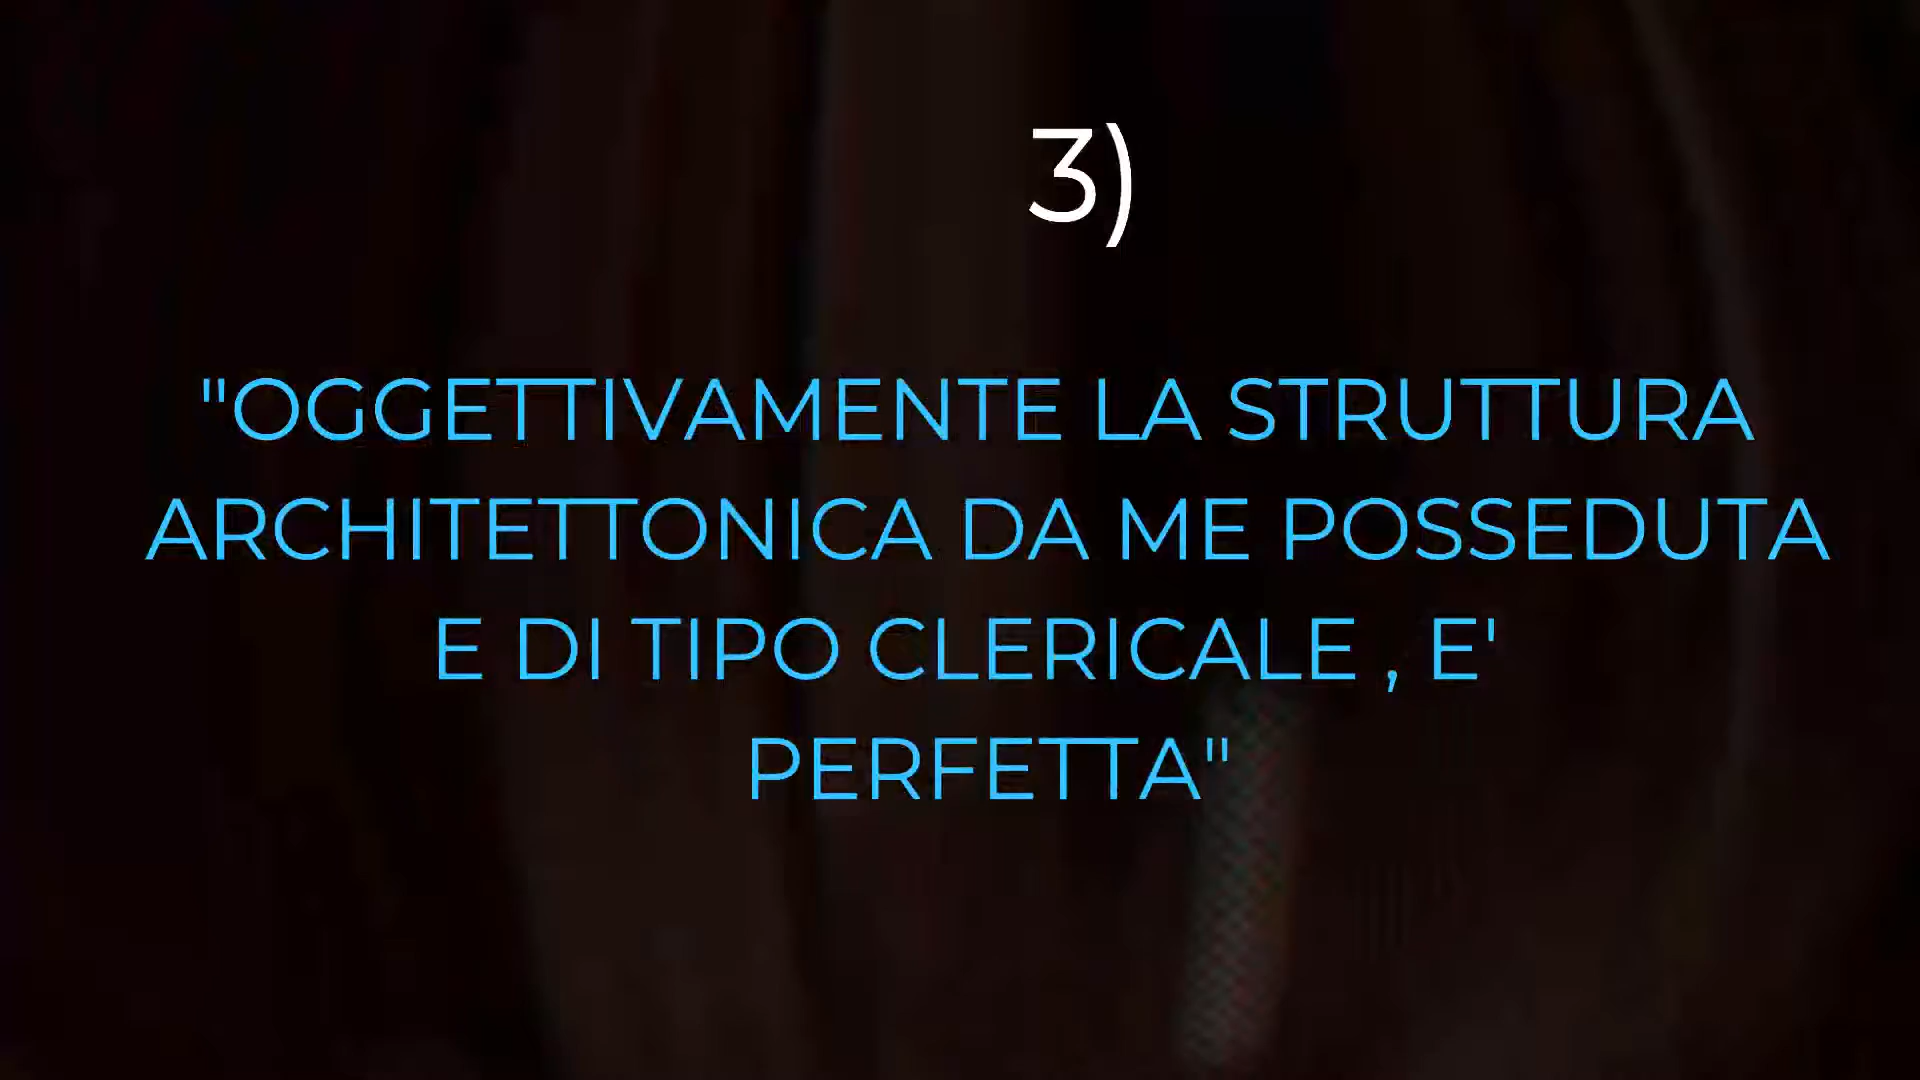 3)
"OGGETTIVAMENTE LA STRUTTURA
ARCHITETTONICA DA ME POSSEDUTA
E DI TIPO CLERICALE , E'
PERFETTA"